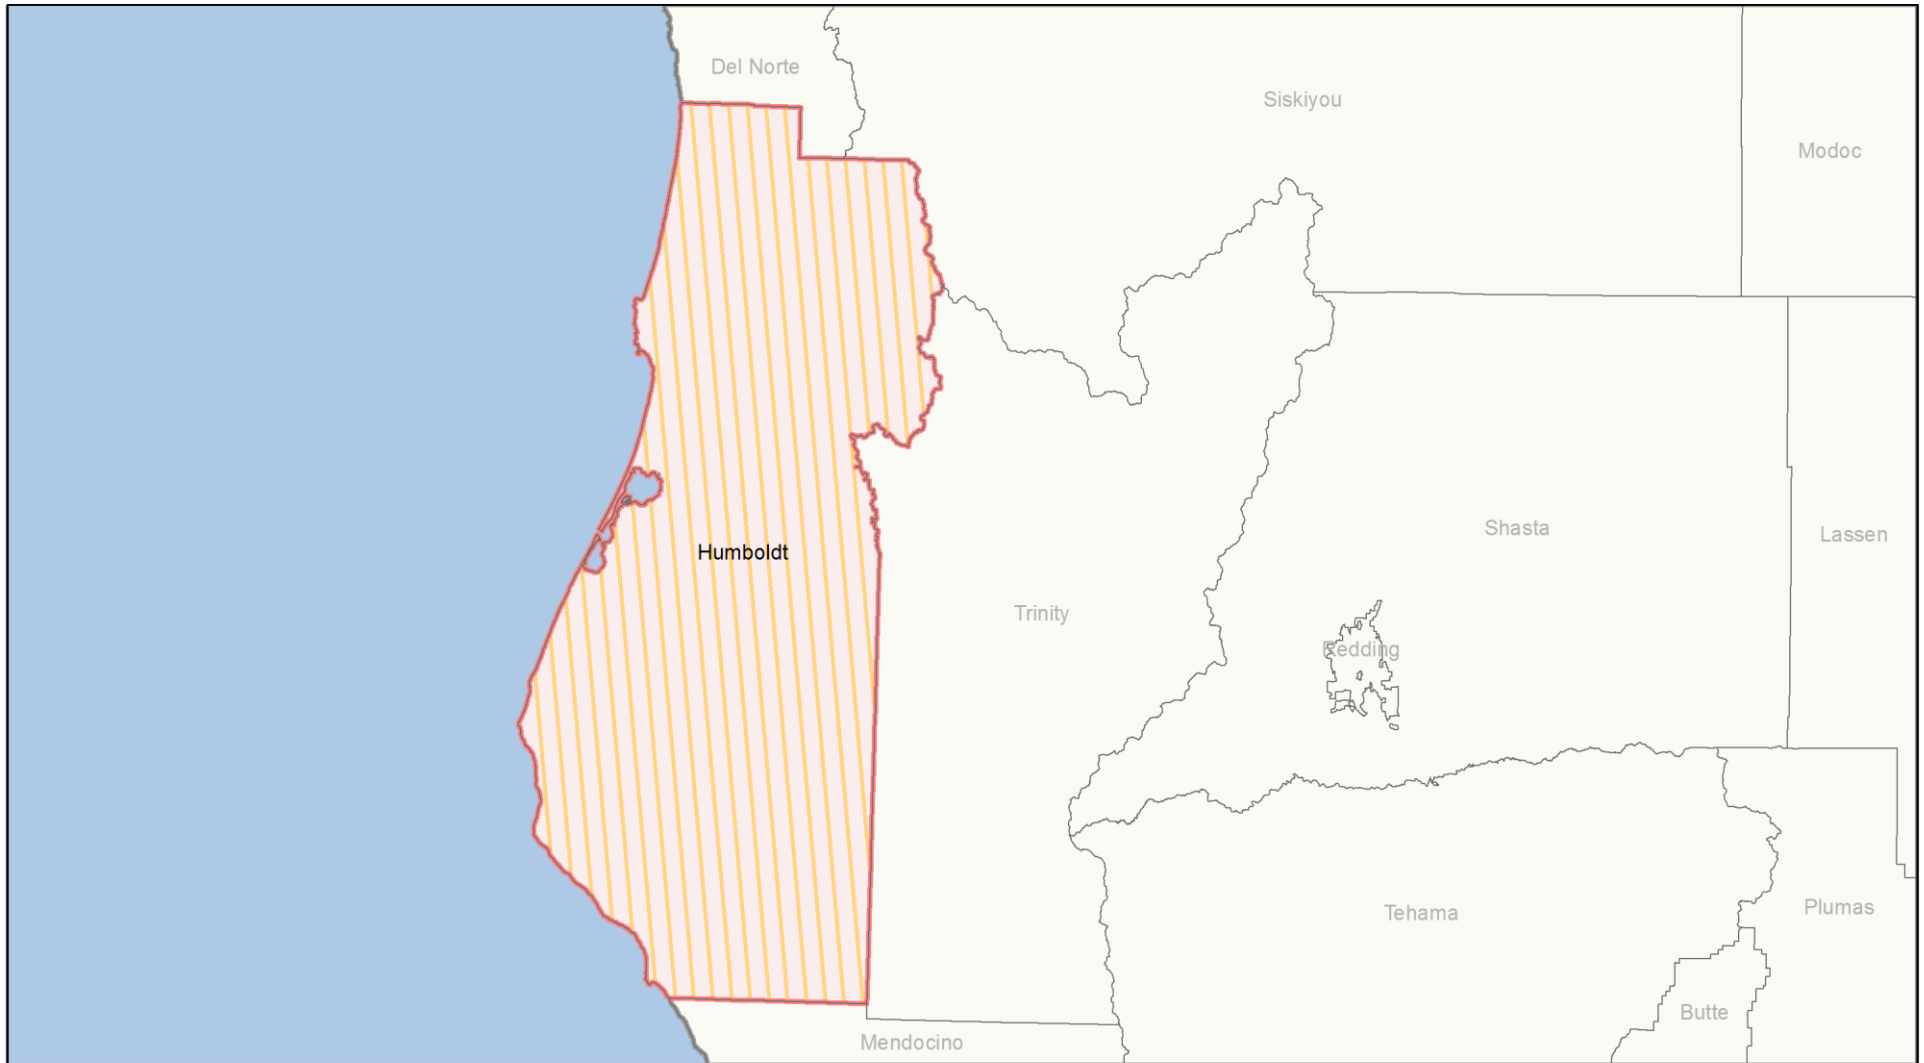 Del Norte
Siskiyou
Modoc
Shasta
Lassen
Humboldt
Trinity
Redding
Tehama
Plumas
Butte
Mendocino